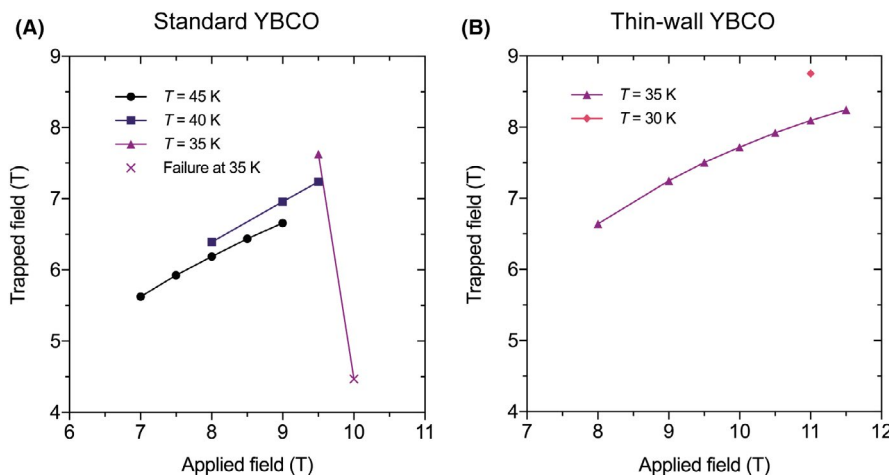 Standard YBCO
(A)
T = 45 K
T = 40 K
T = 35 K
Failure at 35 K
Trapped field (T)
9
8
7
6
5
4
6 7 8 9 10 11
Applied field (T)
Thin-wall YBCO
(B)
T = 35 K
T = 30 K
Trapped field (T)
9
8
7
6
5
4
7 8 9 10 11 12
Applied field (T)